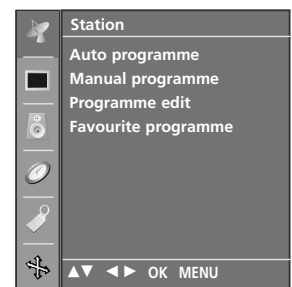 Station
Auto programme
Manual programme
Programme edit
Favourite programme
▲▼ ◄► OK MENU